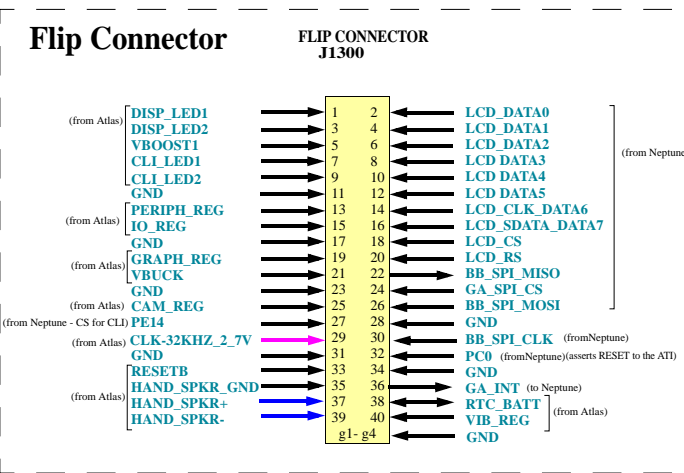 Flip Connector
FLIP CONNECTOR
J1300
(from Atlas) DISP_LED1 1 2 LCD_DATA0
DISP_LED2 3 4 LCD_DATA1
VBOOST1 5 6 LCD_DATA2
CLI_LED1 7 8 LCD DATA3
CLI_LED2 9 10 LCD DATA4
GND 11 12 LCD DATA5
(from Atlas) PERIPH_REG 13 14 LCD_CLK_DATA6
IO_REG 15 16 LCD_SDATA_DATA7
GND 17 18 LCD_CS
(from Atlas) GRAPH_REG 19 20 LCD_RS
VBUCK 21 22 BB_SPI_MISO
GND 23 24 GA_SPI_CS
(from Atlas) CAM_REG 25 26 BB_SPI_MOSI
(from Neptune
(from Neptune - CS for CLI) PE14 27 28 GND
(from Atlas) CLK-32KHZ_2_7V 29 30 BB_SPI_CLK (fromNeptune)
GND 31 32 PC0 (fromNeptune)(asserts RESET to the ATI)
RESETB 33 34 GND
(from Atlas) HAND_SPKR_GND 35 36 GA_INT (to Neptune)
HAND_SPKR+ 37 38 RTC_BATT (from Atlas)
HAND_SPKR- 39 40 VIB_REG
g1- g4 GND